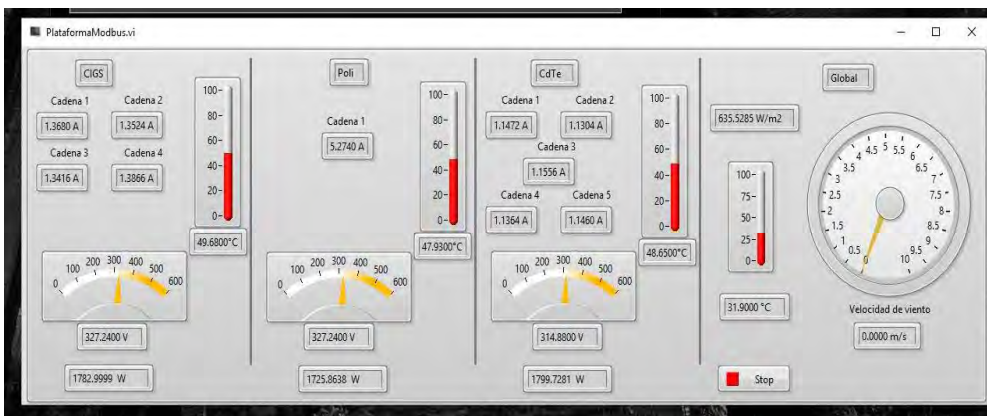 PlataformaModbus.vi
CIGS
Cadena 1 Cadena 2
1.3680 A 1.3524 A
Cadena 3 Cadena 4
1.3416 A 1.3866 A
100-
80-
60-
40-
20-
0-
49.6800°C
0 100 200 300 400 500 600
327.2400 V
1782.9999 W
Poli
Cadena 1
5.2740 A
100-
80-
60-
40-
20-
0-
47.9300°C
0 100 200 300 400 500 600
327.2400 V
1725.8638 W
CdTe
Cadena 1 Cadena 2
1.1472 A 1.1304 A
Cadena 3
1.1556 A
Cadena 4 Cadena 5
1.1364 A 1.1460 A
100-
80-
60-
40-
20-
0-
48.6500°C
0 100 200 300 400 500 600
314.8800 V
1799.7281 W
Global
635.5285 W/m2
100-
75-
50-
25-
0-
31.9000 °C
0 0.5 1 1.5 2 2.5 3 3.5 4 4.5 5 5.5 6 6.5 7 7.5 8 8.5 9 9.5 10
Velocidad de viento
0.0000 m/s
Stop